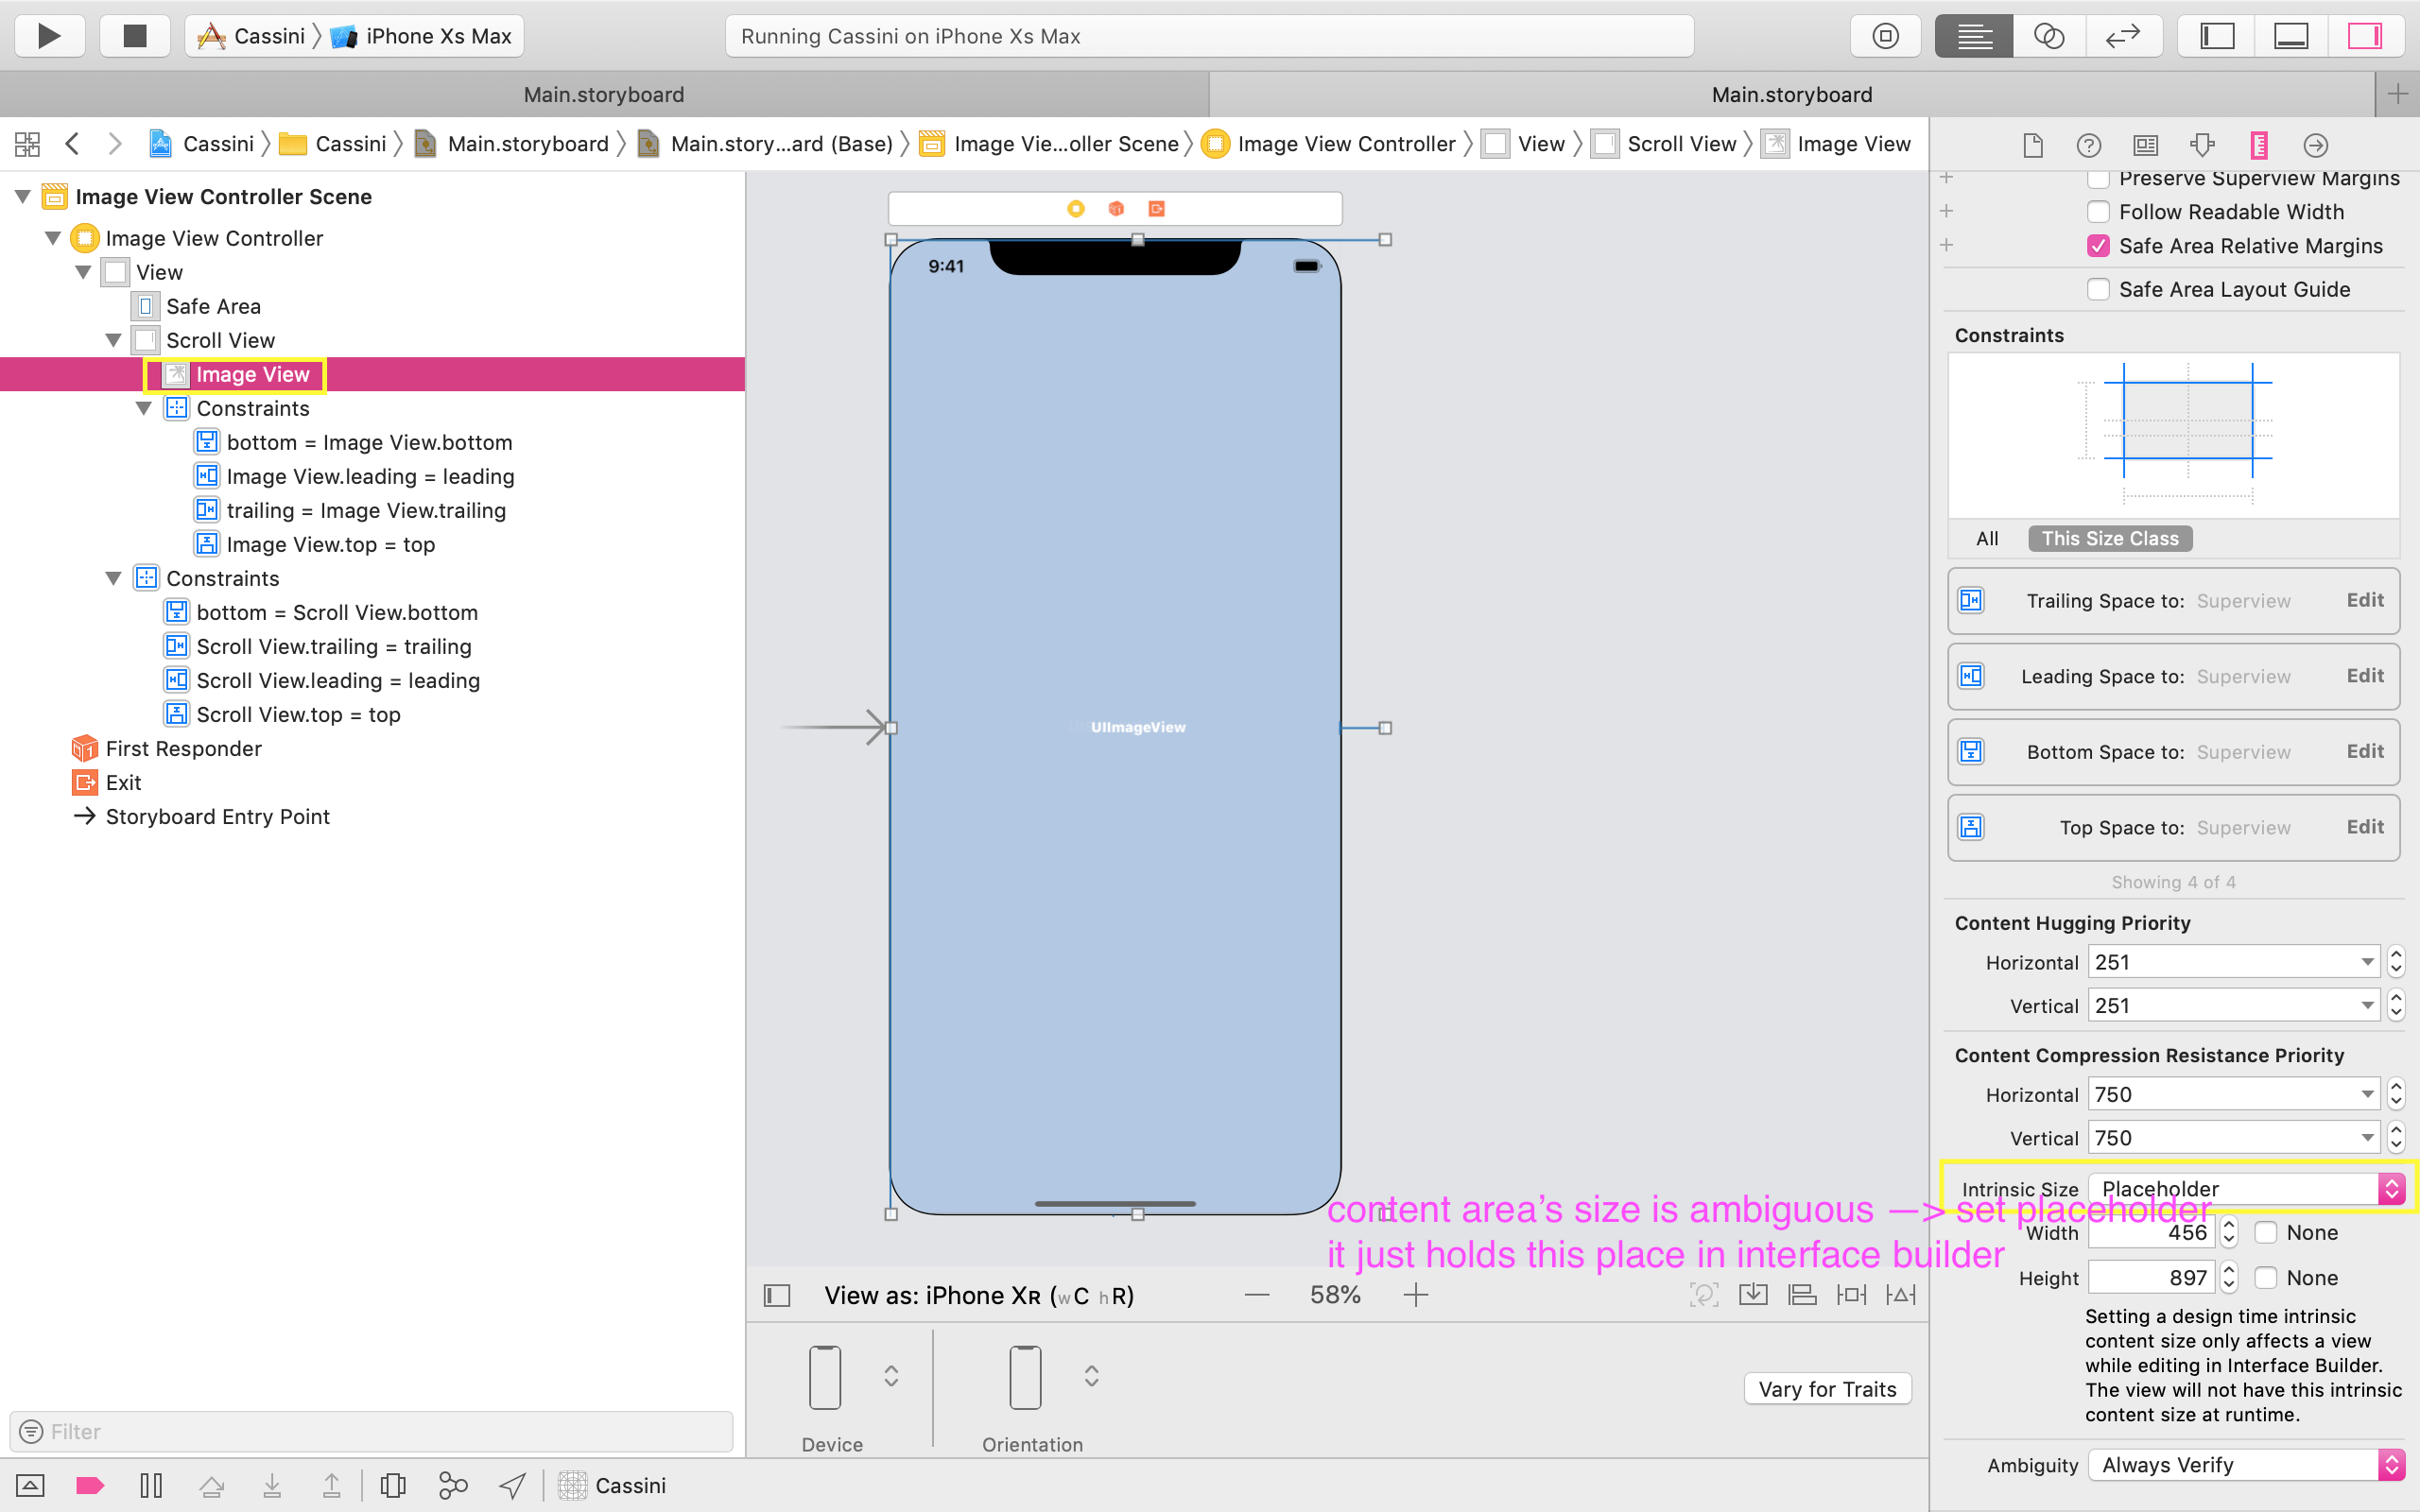 Cassini
iPhone Xs Max
Running Cassini on iPhone Xs Max
Main.storyboard
Main.storyboard
Cassini
Cassini
Main.storyboard
Main.story...ard (Base)
Image Vie...oller Scene
Image View Controller
View
Scroll View
Image View
Image View Controller Scene
Image View Controller
View
Safe Area
Scroll View
Image View
Constraints
bottom = Image View.bottom
Image View.leading = leading
trailing = Image View.trailing
Image View.top = top
Constraints
bottom = Scroll View.bottom
Scroll View.trailing = trailing
Scroll View.leading = leading
Scroll View.top = top
First Responder
Exit
Storyboard Entry Point
Filter
9:41
UIImageView
content area’s size is ambiguous —> set placeholder
it just holds this place in interface builder
View as: iPhone XR (wC hR)
58%
Device
Orientation
Vary for Traits
Cassini
Preserve Superview Margins
Follow Readable Width
Safe Area Relative Margins
Safe Area Layout Guide
Constraints
All
This Size Class
Trailing Space to: Superview Edit
Leading Space to: Superview Edit
Bottom Space to: Superview Edit
Top Space to: Superview Edit
Showing 4 of 4
Content Hugging Priority
Horizontal 251
Vertical 251
Content Compression Resistance Priority
Horizontal 750
Vertical 750
Intrinsic Size Placeholder
Width 456 None
Height 897 None
Setting a design time intrinsic
content size only affects a view
while editing in Interface Builder.
The view will not have this intrinsic
content size at runtime.
Ambiguity Always Verify